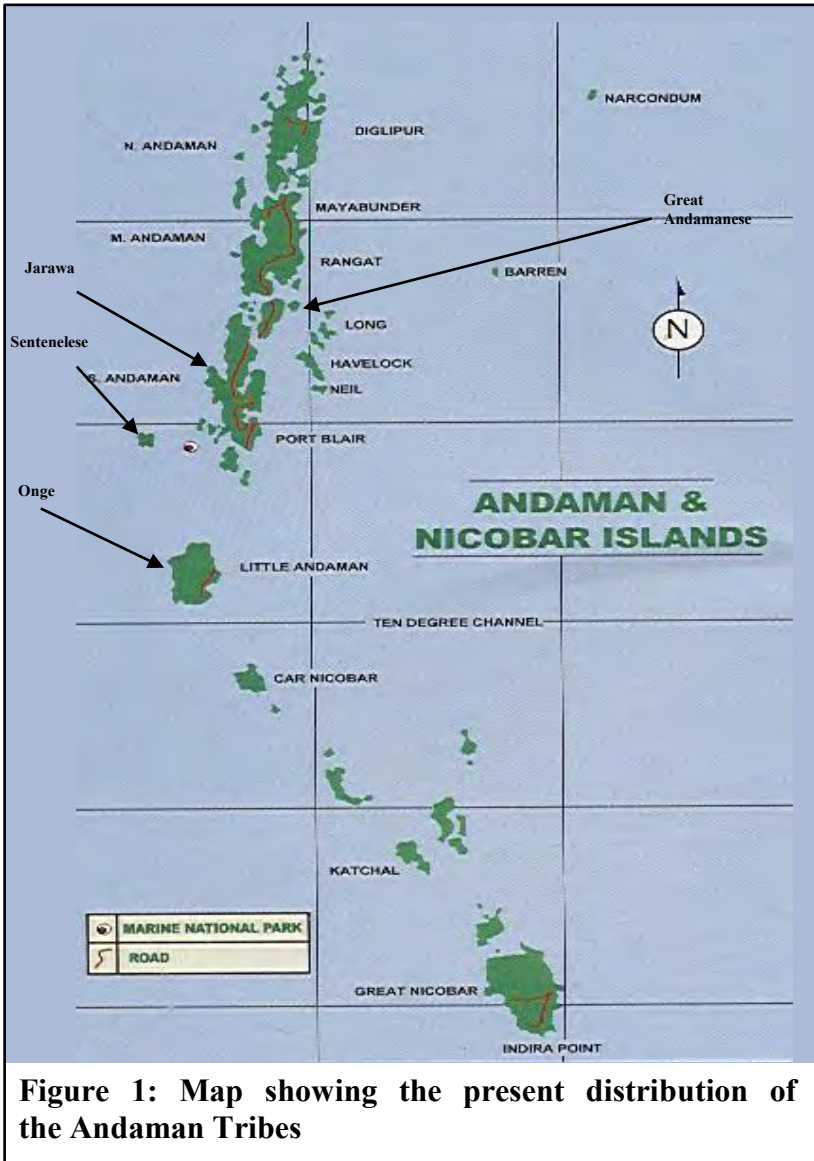 NARCONDUM
DIGLIPUR
N. ANDAMAN
Great
Andamanese
MAYABUNDER
M. ANDAMAN
RANGAT
Jarawa
BARREN
LONG
N
Sentenelese
HAVELOCK
S. ANDAMAN
NEIL
PORT BLAIR
Onge
ANDAMAN &
NICOBAR ISLANDS
LITTLE ANDAMAN
TEN DEGREE CHANNEL
CAR NICOBAR
KATCHAL
MARINE NATIONAL PARK
ROAD
GREAT NICOBAR
INDIRA POINT
Figure 1: Map showing the present distribution of
the Andaman Tribes